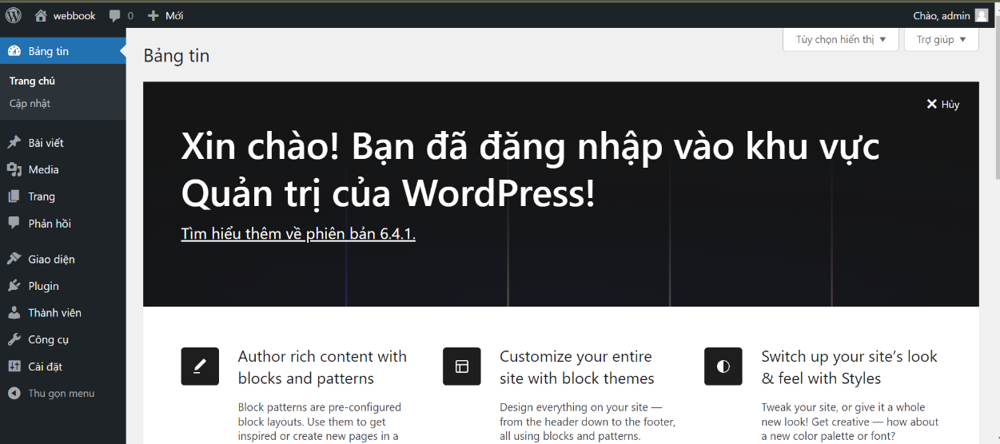 webbook
0
Mới
Chào, admin
Bảng tin
Trang chủ
Cập nhật
Bài viết
Media
Trang
Phản hồi
Giao diện
Plugin
Thành viên
Công cụ
Cài đặt
Thu gọn menu
Tùy chọn hiển thị
Trợ giúp
Bảng tin
Hủy
Xin chào! Bạn đã đăng nhập vào khu vực
Quản trị của WordPress!
Tìm hiểu thêm về phiên bản 6.4.1.
Author rich content with
blocks and patterns
Block patterns are pre-configured
block layouts. Use them to get
inspired or create new pages in a
Customize your entire
site with block themes
Design everything on your site —
from the header down to the footer,
all using blocks and patterns.
Switch up your site’s look
& feel with Styles
Tweak your site, or give it a whole
new look! Get creative — how about
a new color palette or font?